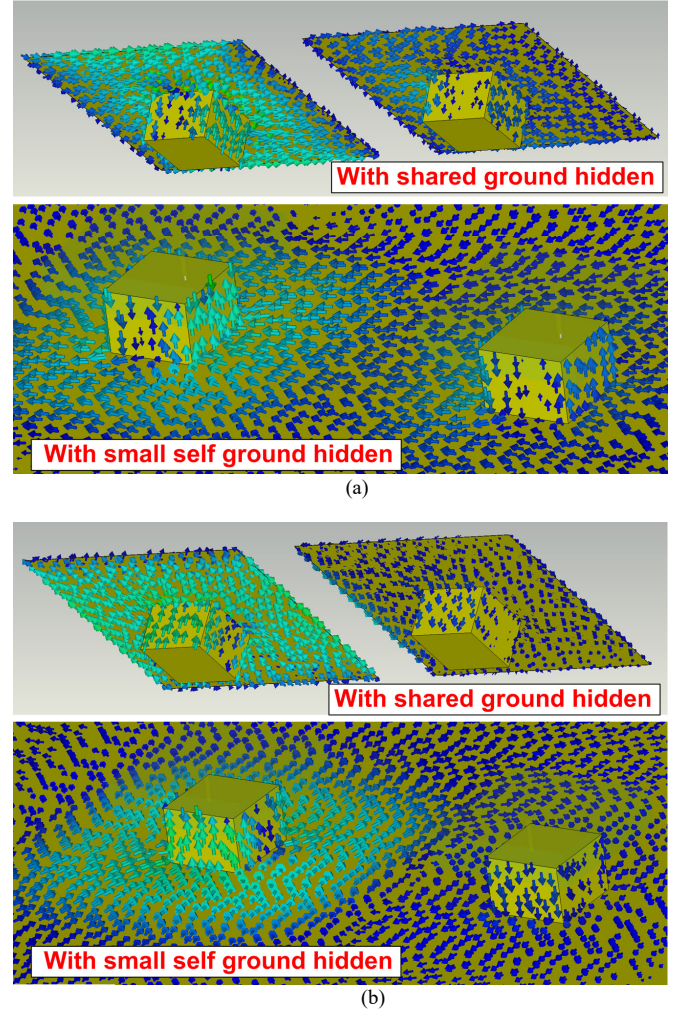 With shared ground hidden
With small self ground hidden
(a)
With shared ground hidden
With small self ground hidden
(b)